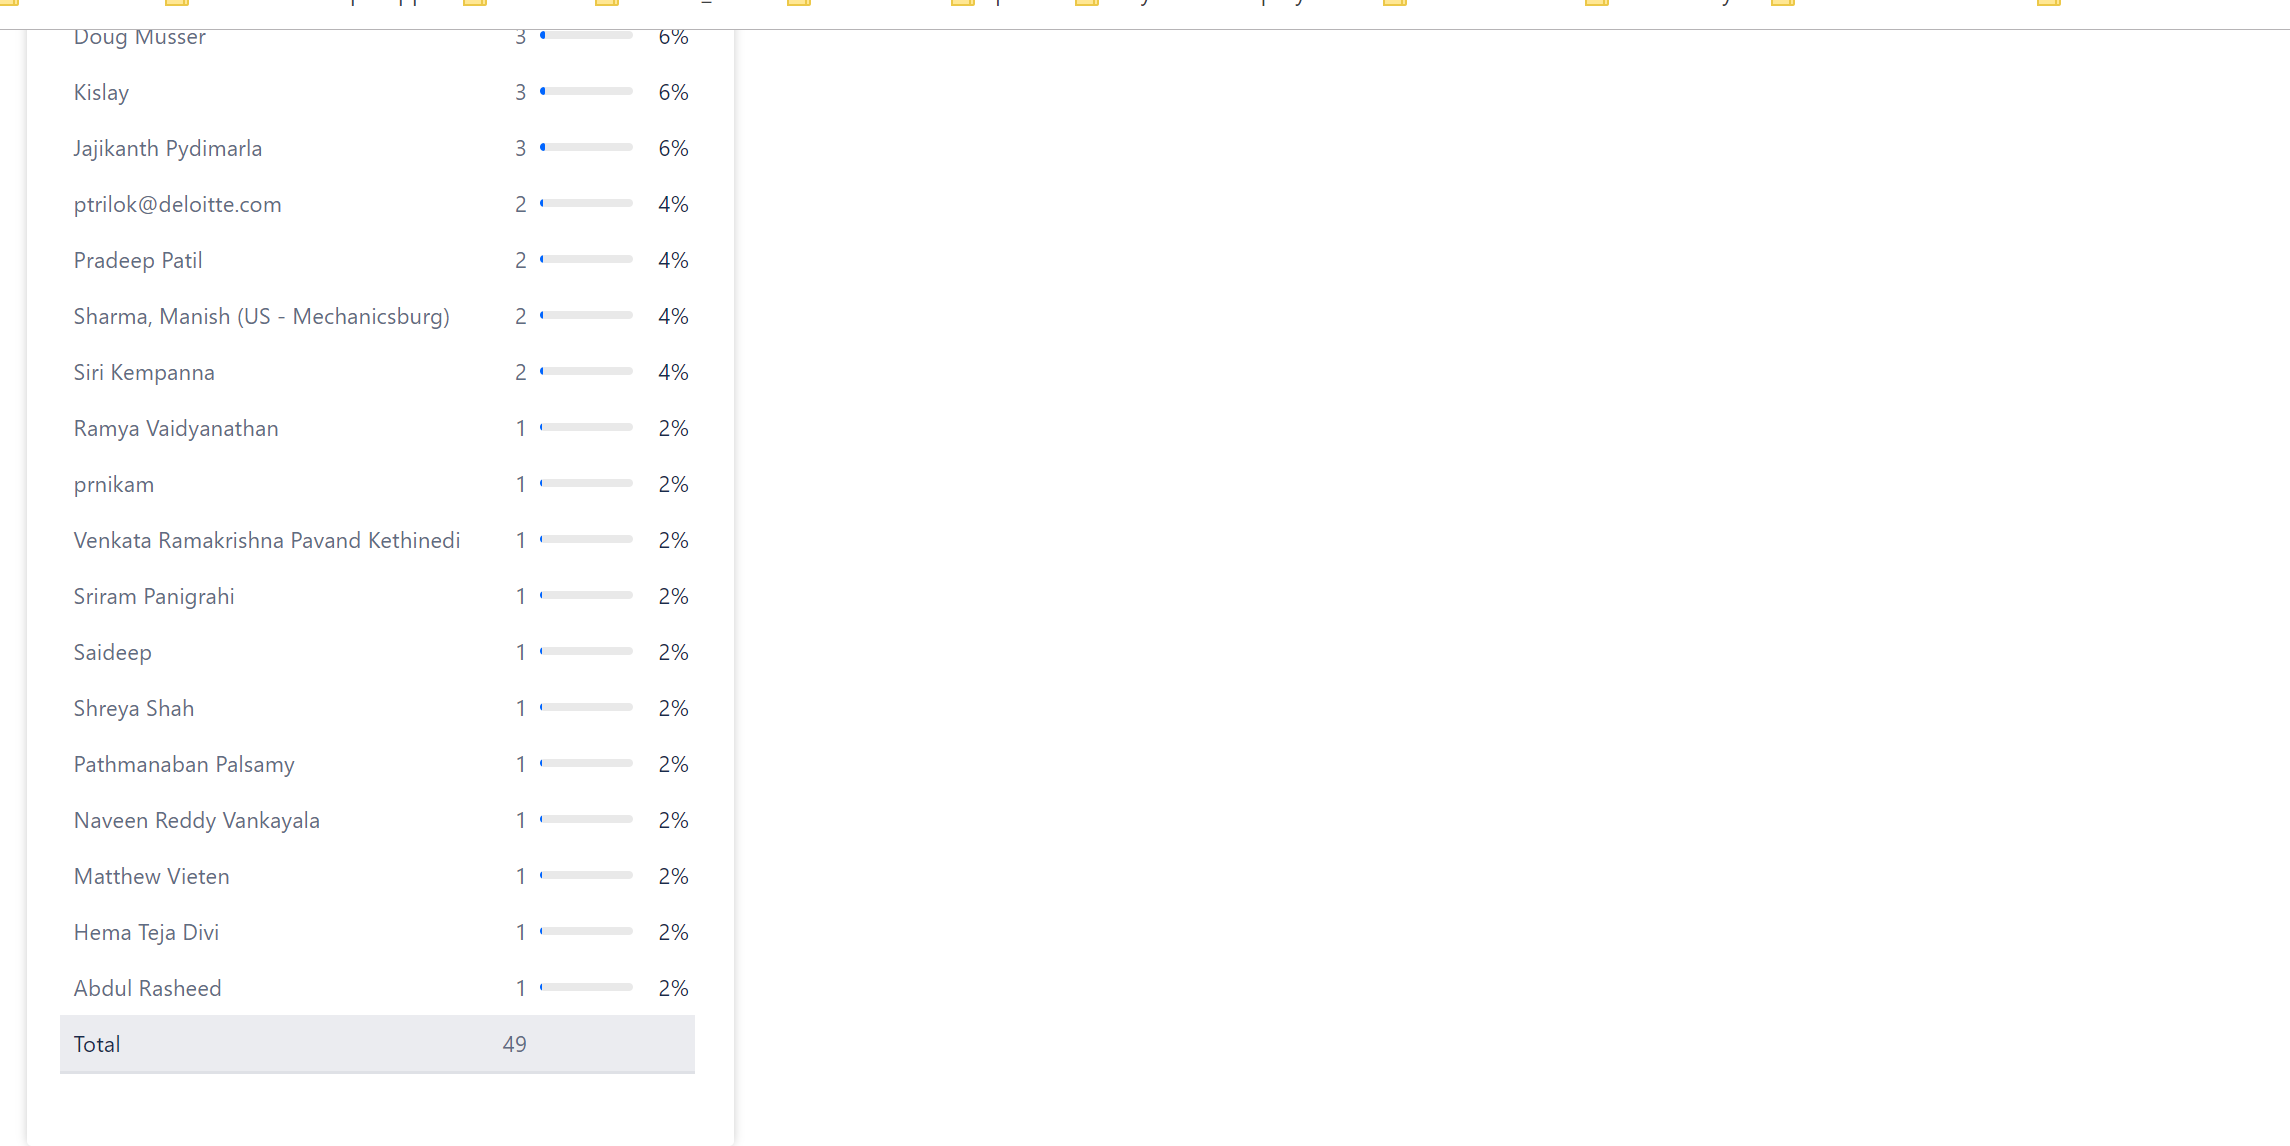 Doug Musser 3 6%
Kislay 3 6%
Jajikanth Pydimarla 3 6%
ptrilok@deloitte.com 2 4%
Pradeep Patil 2 4%
Sharma, Manish (US - Mechanicsburg) 2 4%
Siri Kempanna 2 4%
Ramya Vaidyanathan 1 2%
prnikam 1 2%
Venkata Ramakrishna Pavand Kethinedi 1 2%
Sriram Panigrahi 1 2%
Saideep 1 2%
Shreya Shah 1 2%
Pathmanaban Palsamy 1 2%
Naveen Reddy Vankayala 1 2%
Matthew Vieten 1 2%
Hema Teja Divi 1 2%
Abdul Rasheed 1 2%
Total 49